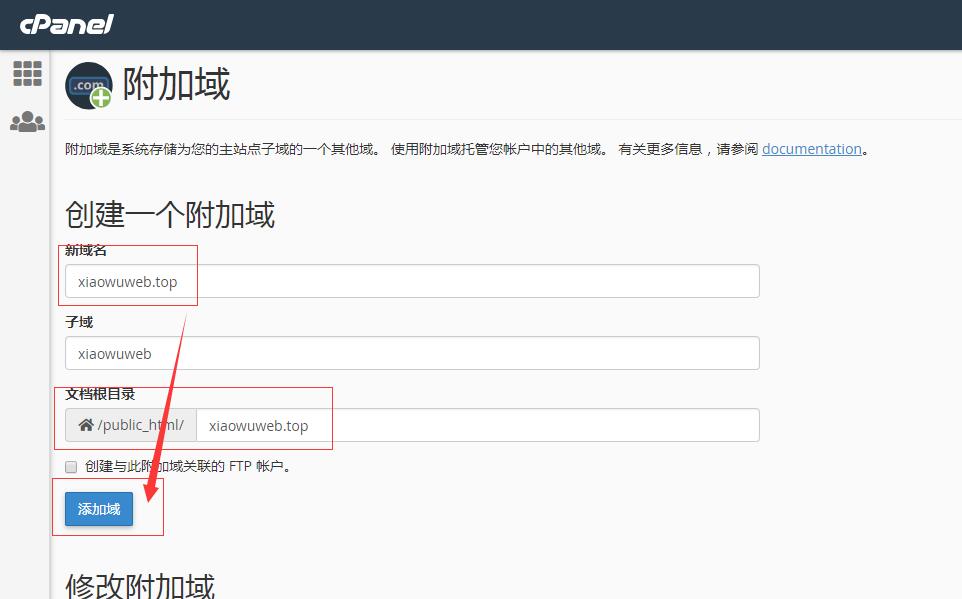 cPanel
.com
附加域
附加域是系统存储为您的主站点子域的一个其他域。 使用附加域托管您帐户中的其他域。 有关更多信息，请参阅 documentation。
创建一个附加域
新域名
xiaowuweb.top
子域
xiaowuweb
文档根目录
/public_html/ xiaowuweb.top
创建与此附加域关联的 FTP 帐户。
添加域
修改附加域